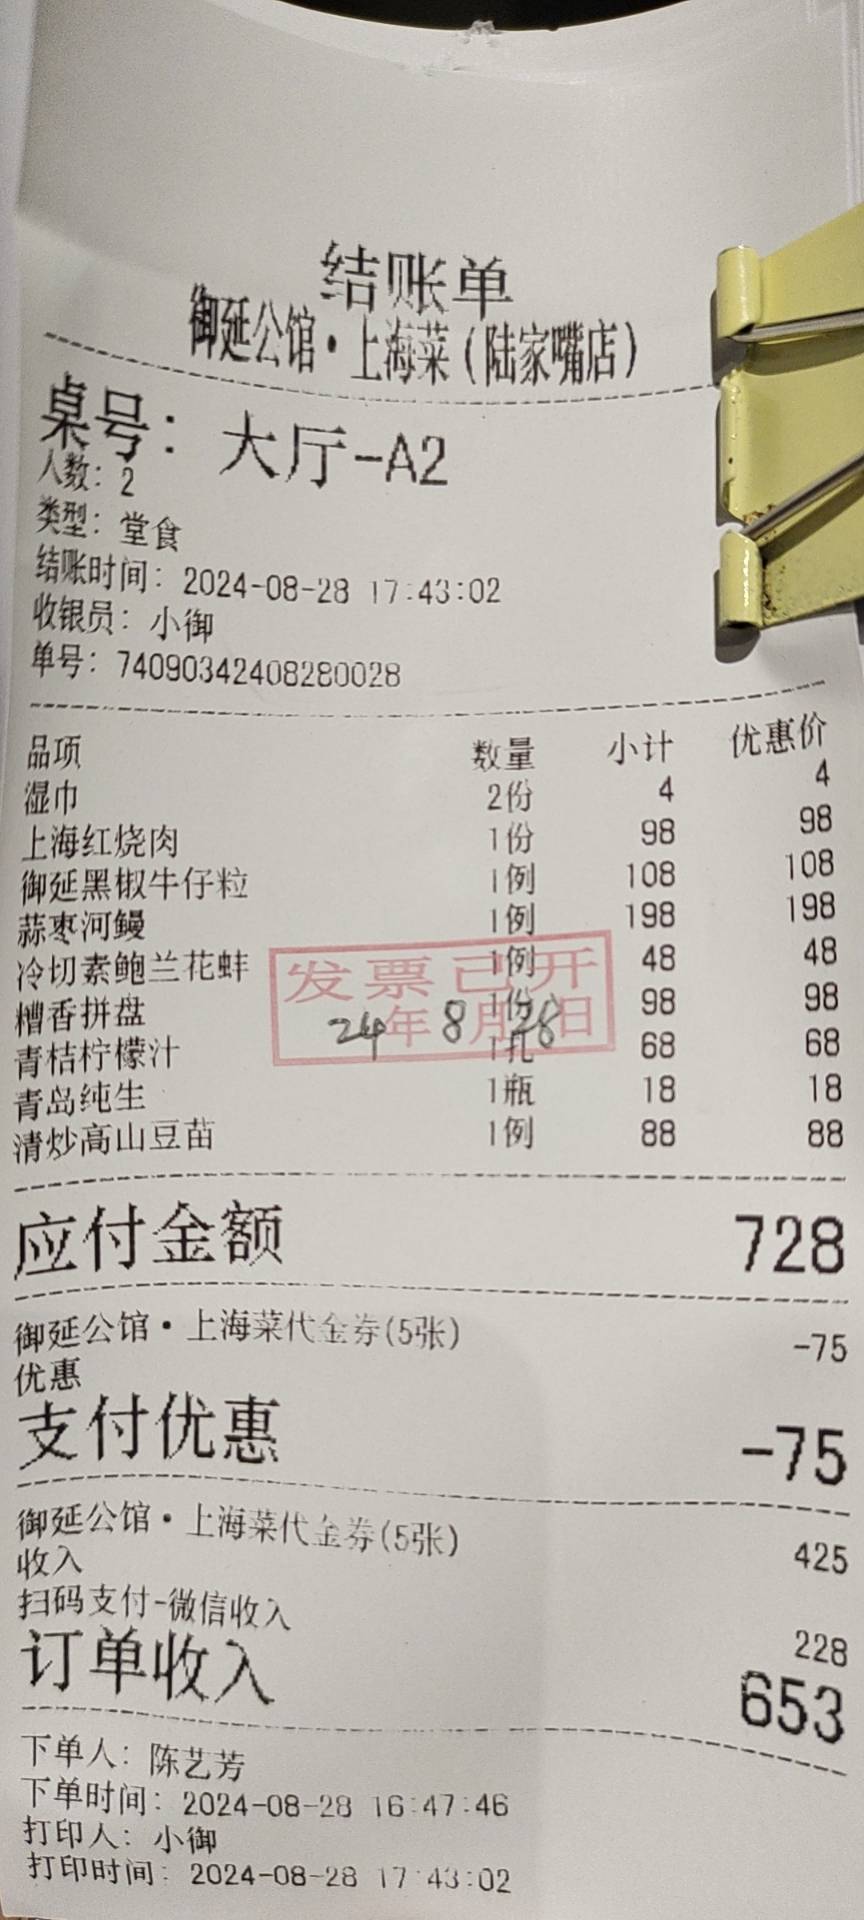 结账单
御延公馆·上海菜(陆家嘴店)
桌号: 大厅-A2
人数: 2
类型: 堂食
结账时间: 2024-08-28 17:43:02
收银员: 小御
单号: 74090342408280028
品项 数量 小计 优惠价
湿巾 2份 4 4
上海红烧肉 1份 98 98
御延黑椒牛仔粒 1例 108 108
蒜枣河鳗 1例 198 198
冷切素鲍兰花蚌 1例 48 48
糟香拼盘 1份 98 98
青桔柠檬汁 1扎 68 68
青岛纯生 1瓶 18 18
清炒高山豆苗 1例 88 88
发票已开
24年8月28日
应付金额 728
御延公馆·上海菜代金券(5张) -75
优惠
支付优惠 -75
御延公馆·上海菜代金券(5张) 425
收入
扫码支付-微信收入 228
订单收入 653
下单人: 陈艺芳
下单时间: 2024-08-28 16:47:46
打印人: 小御
打印时间: 2024-08-28 17:43:02